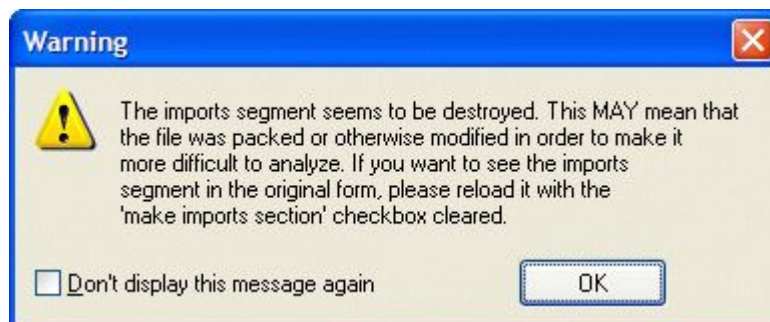 Warning
The imports segment seems to be destroyed. This MAY mean that
the file was packed or otherwise modified in order to make it
more difficult to analyze. If you want to see the imports
segment in the original form, please reload it with the
'make imports section' checkbox cleared.
Don't display this message again
OK